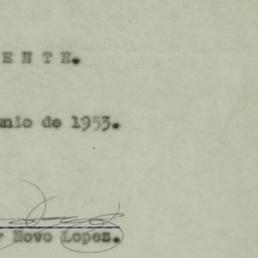 E N T E.
nio de 1953.
Novo Lopez.